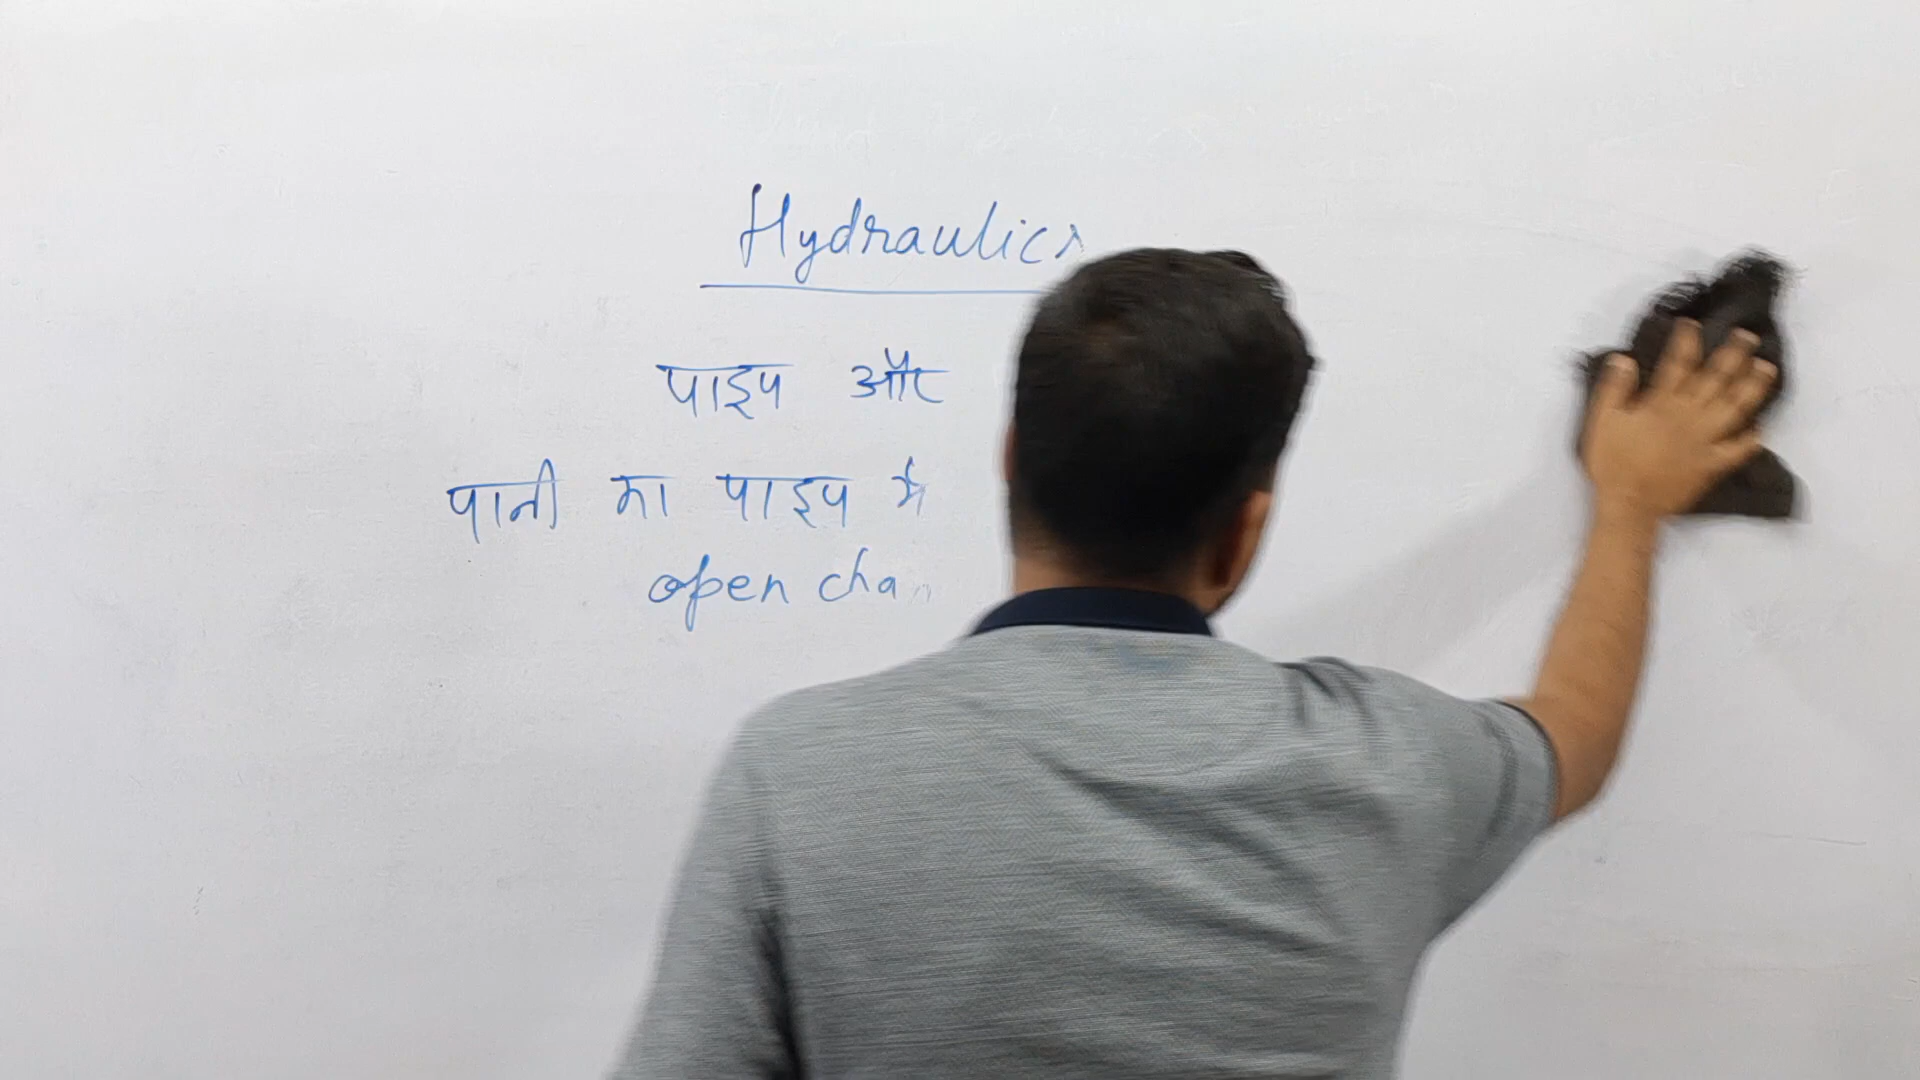 Hydraulics
पाइप और
पानी का पाइप में
open cha